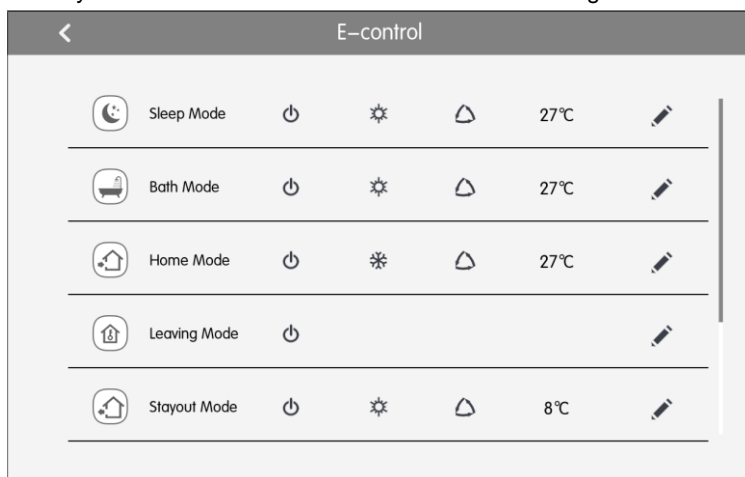 E-control
Sleep Mode 27℃
Bath Mode 27℃
Home Mode 27℃
Leaving Mode
Stayout Mode 8℃